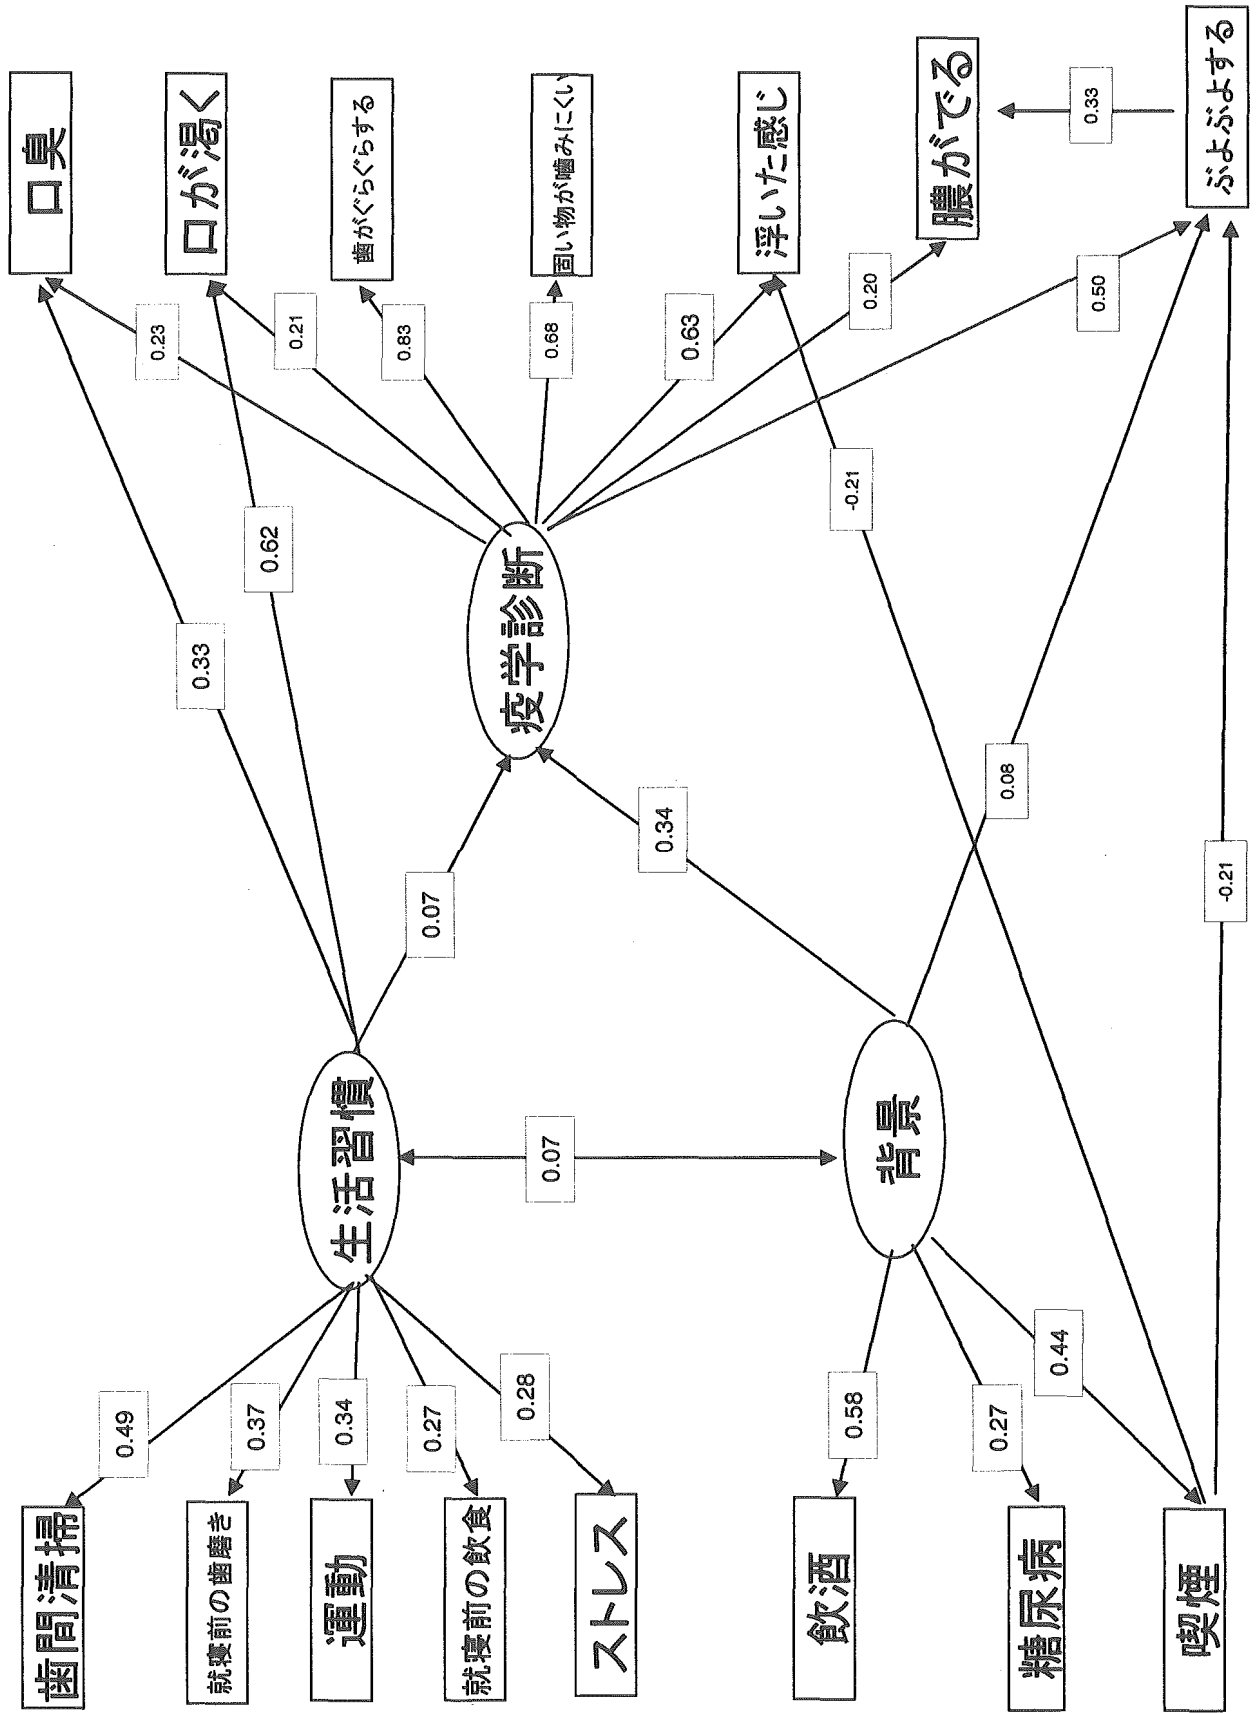 歯間清掃
就寝前の歯磨き
運動
就寝前の飲食
ストレス
飲酒
糖尿病
喫煙
0.49
0.37
0.34
0.27
0.28
0.58
0.27
0.44
生活習慣
背景
0.07
0.07
0.34
0.33
0.62
疫学診断
0.08
-0.21
-0.21
0.23
0.21
0.83
0.68
0.63
0.20
0.50
0.33
口臭
口が渇く
歯がぐらぐらする
固い物が噛みにくい
浮いた感じ
膿がでる
ぶよぶよする